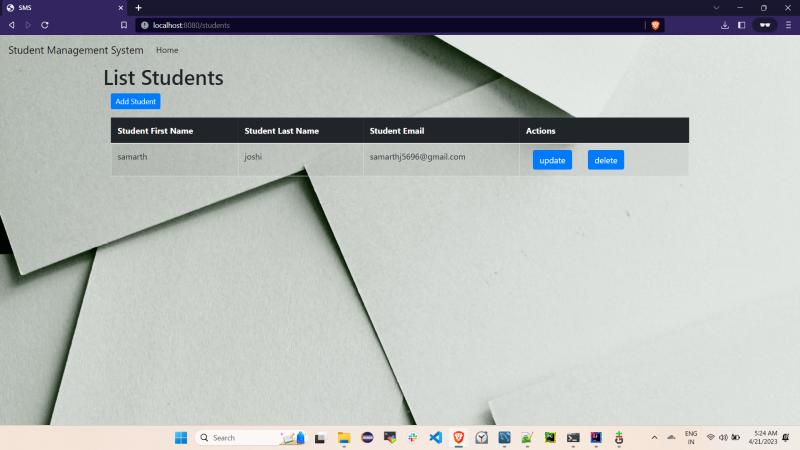 SMS
localhost:8080/students
Student Management System Home
List Students
Add Student
Student First Name Student Last Name Student Email Actions
samarth joshi samarthj5696@gmail.com update delete
Search
ENG
IN
5:24 AM
4/21/2023